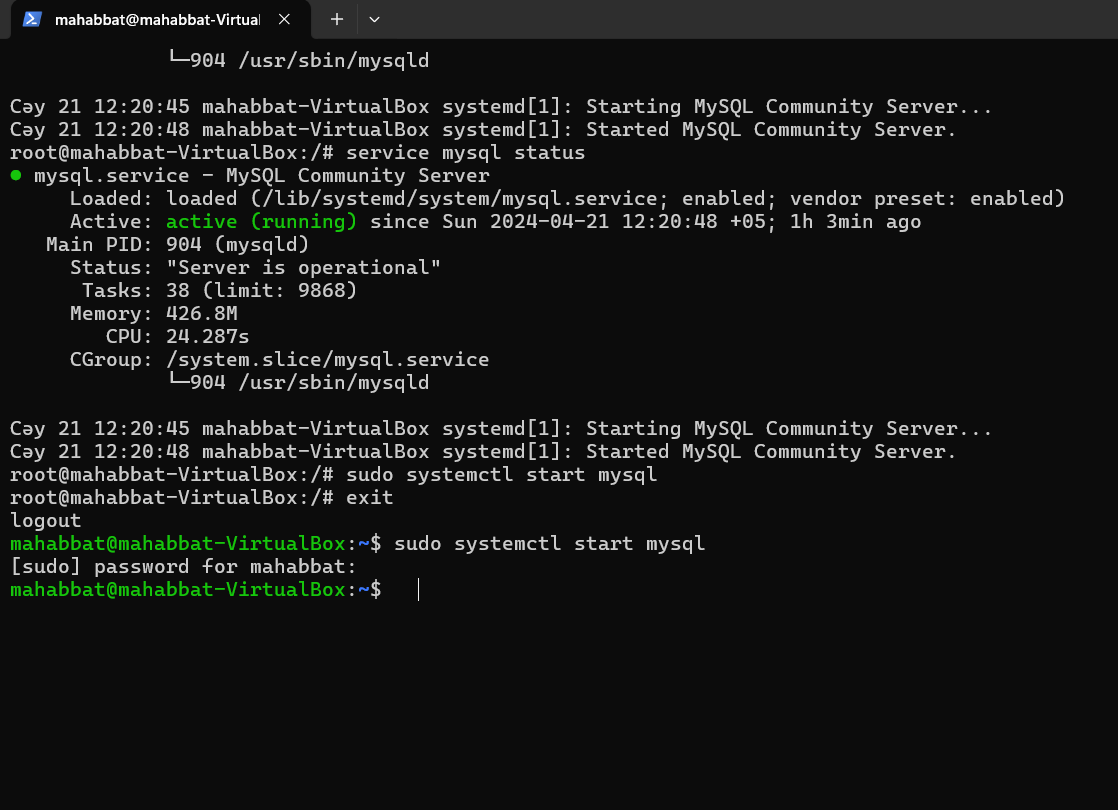 mahabbat@mahabbat-Virtual
└─904 /usr/sbin/mysqld
Сәу 21 12:20:45 mahabbat-VirtualBox systemd[1]: Starting MySQL Community Server...
Сәу 21 12:20:48 mahabbat-VirtualBox systemd[1]: Started MySQL Community Server.
root@mahabbat-VirtualBox:/# service mysql status
● mysql.service - MySQL Community Server
Loaded: loaded (/lib/systemd/system/mysql.service; enabled; vendor preset: enabled)
Active: active (running) since Sun 2024-04-21 12:20:48 +05; 1h 3min ago
Main PID: 904 (mysqld)
Status: "Server is operational"
Tasks: 38 (limit: 9868)
Memory: 426.8M
CPU: 24.287s
CGroup: /system.slice/mysql.service
└─904 /usr/sbin/mysqld
Сәу 21 12:20:45 mahabbat-VirtualBox systemd[1]: Starting MySQL Community Server...
Сәу 21 12:20:48 mahabbat-VirtualBox systemd[1]: Started MySQL Community Server.
root@mahabbat-VirtualBox:/# sudo systemctl start mysql
root@mahabbat-VirtualBox:/# exit
logout
mahabbat@mahabbat-VirtualBox:~$ sudo systemctl start mysql
[sudo] password for mahabbat:
mahabbat@mahabbat-VirtualBox:~$